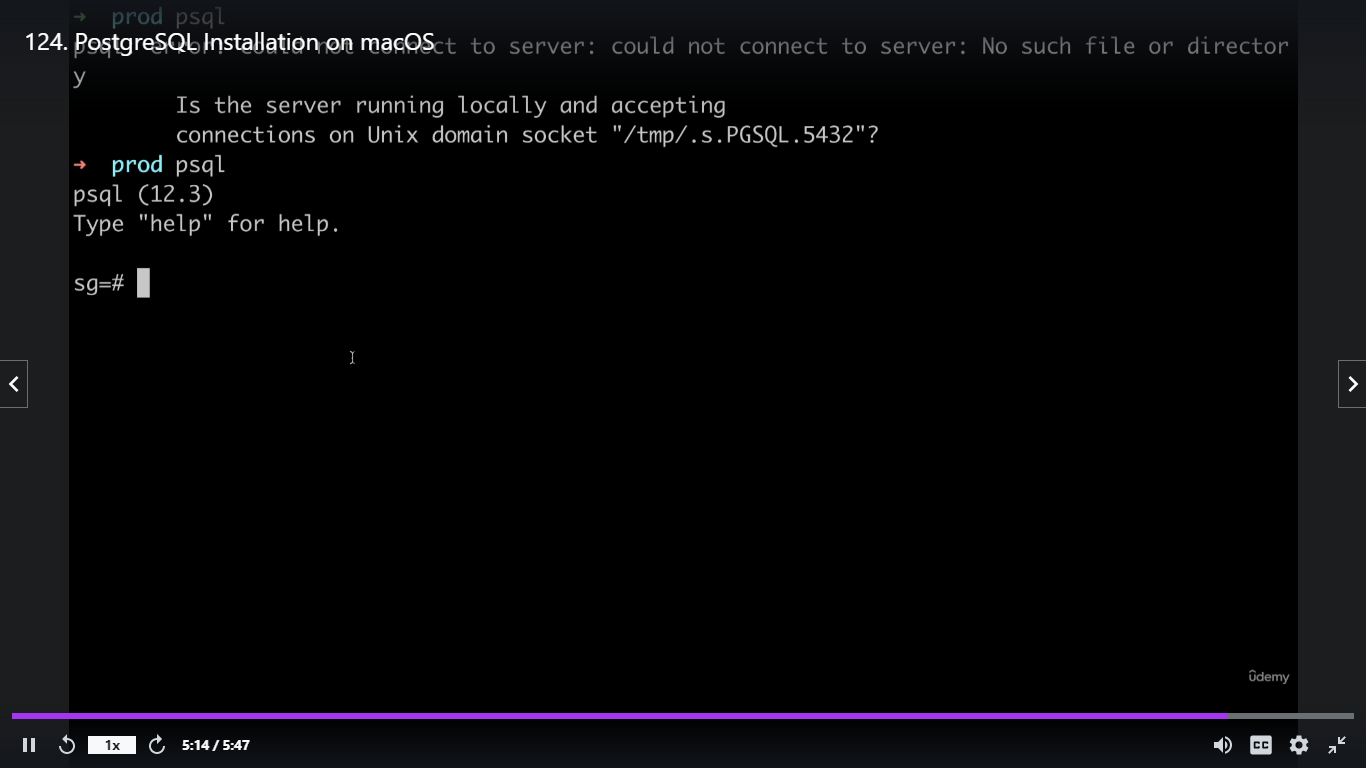 ➜ prod psql
124. PostgreSQL Installation on macOS
psql: error: could not connect to server: could not connect to server: No such file or director
y
Is the server running locally and accepting
connections on Unix domain socket "/tmp/.s.PGSQL.5432"?
➜ prod psql
psql (12.3)
Type "help" for help.
sg=#
ûdemy
1x
5:14 / 5:47
CC